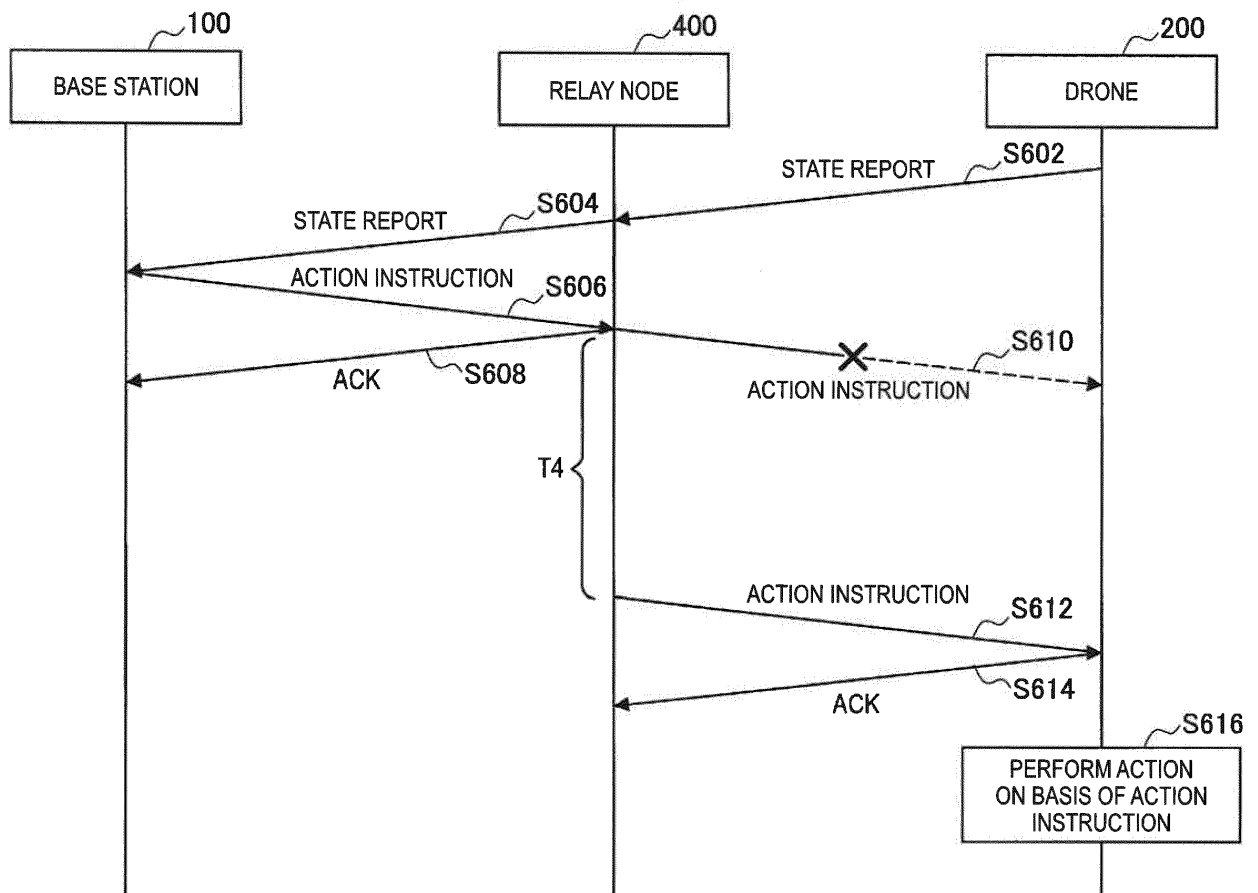 100
400
200
BASE STATION
RELAY NODE
DRONE
S602
STATE REPORT
S604
STATE REPORT
ACTION INSTRUCTION
S606
S610
S608
ACK
ACTION INSTRUCTION
T4
ACTION INSTRUCTION
S612
S614
ACK
S616
PERFORM ACTION
ON BASIS OF ACTION
INSTRUCTION